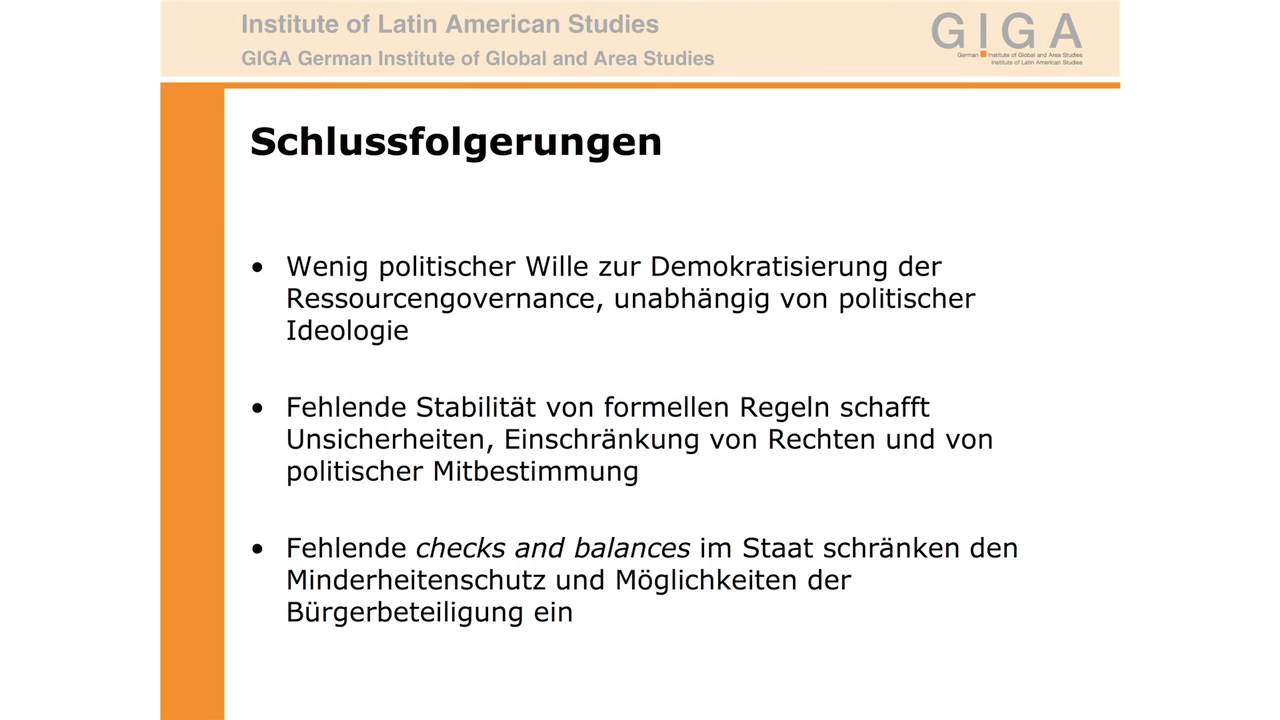 Institute of Latin American Studies
GIGA German Institute of Global and Area Studies
GIGA
German Institute of Global and Area Studies
Institute of Latin American Studies
Schlussfolgerungen
• Wenig politischer Wille zur Demokratisierung der
Ressourcengovernance, unabhängig von politischer
Ideologie
• Fehlende Stabilität von formellen Regeln schafft
Unsicherheiten, Einschränkung von Rechten und von
politischer Mitbestimmung
• Fehlende checks and balances im Staat schränken den
Minderheitenschutz und Möglichkeiten der
Bürgerbeteiligung ein